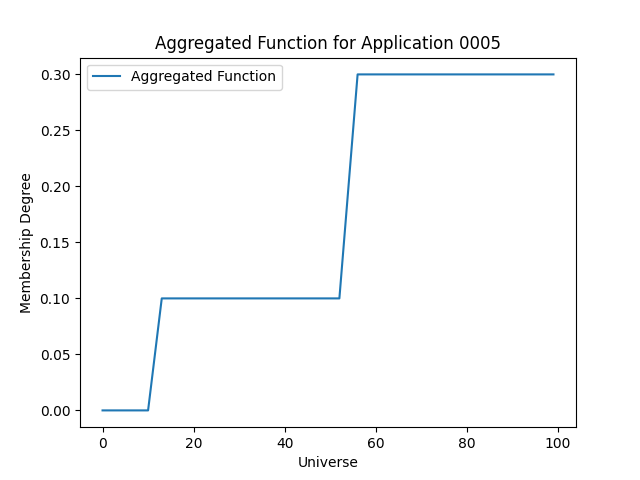 Aggregated Function for Application 0005
Aggregated Function
0.30
0.25
0.20
0.15
0.10
0.05
0.00
Membership Degree
0 20 40 60 80 100
Universe